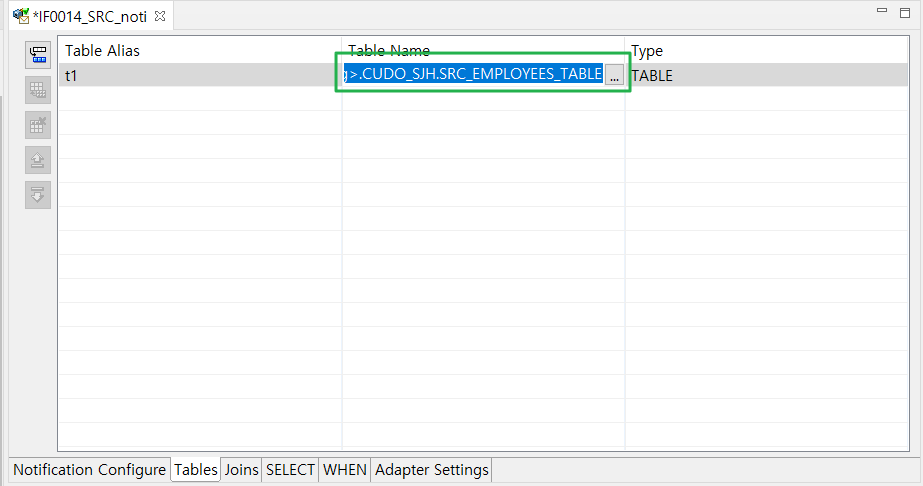 *IF0014_SRC_noti
Table Alias Table Name Type
t1 >.CUDO_SJH.SRC_EMPLOYEES_TABLE ... TABLE
Notification Configure Tables Joins SELECT WHEN Adapter Settings